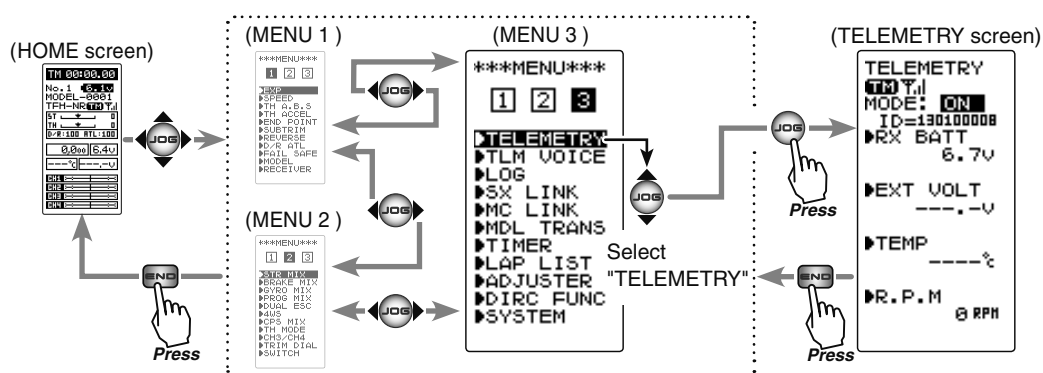 (HOME screen)
TM 00:00.00
No.1 6.1v
MODEL-0001
TFH-NR TM
ST 0
TH 0
D/R:100 ATL:100
0.0oo 6.4v
---°c ---.-v
CH1
CH2
CH3
CH4
JOG
END
Press
(MENU 1 )
***MENU***
1 2 3
EXP
SPEED
TH A.B.S
TH ACCEL
END POINT
SUBTRIM
REVERSE
D/R ATL
FAIL SAFE
MODEL
RECEIVER
JOG
JOG
(MENU 2 )
***MENU***
1 2 3
STR MIX
BRAKE MIX
GYRO MIX
PROG MIX
DUAL ESC
4WS
CPS MIX
TH MODE
CH3/CH4
TRIM DIAL
SWITCH
JOG
(MENU 3 )
***MENU***
1 2 3
TELEMETRY
TLM VOICE
LOG
SX LINK
MC LINK
MDL TRANS
TIMER
LAP LIST
ADJUSTER
DIRC FUNC
SYSTEM
JOG
Select
"TELEMETRY"
JOG
Press
END
Press
(TELEMETRY screen)
TELEMETRY
TM
MODE: ON
ID=130100008
RX BATT
6.7v
EXT VOLT
---.-v
TEMP
----°c
R.P.M
0 RPM